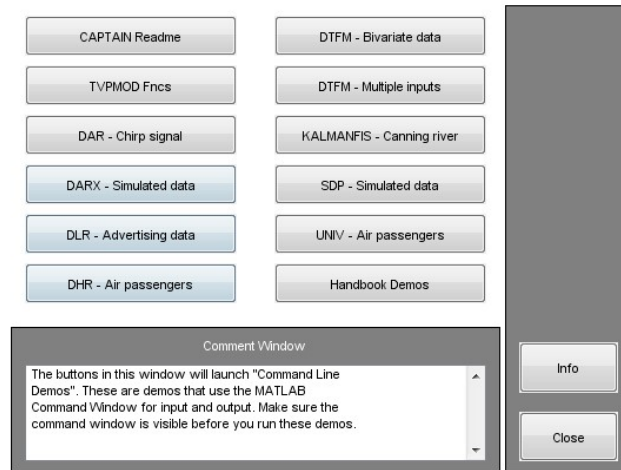 CAPTAIN Readme
TVPMOD Fncs
DAR - Chirp signal
DARX - Simulated data
DLR - Advertising data
DHR - Air passengers
DTFM - Bivariate data
DTFM - Multiple inputs
KALMANFIS - Canning river
SDP - Simulated data
UNIV - Air passengers
Handbook Demos
Comment Window
The buttons in this window will launch "Command Line
Demos". These are demos that use the MATLAB
Command Window for input and output. Make sure the
command window is visible before you run these demos.
Info
Close